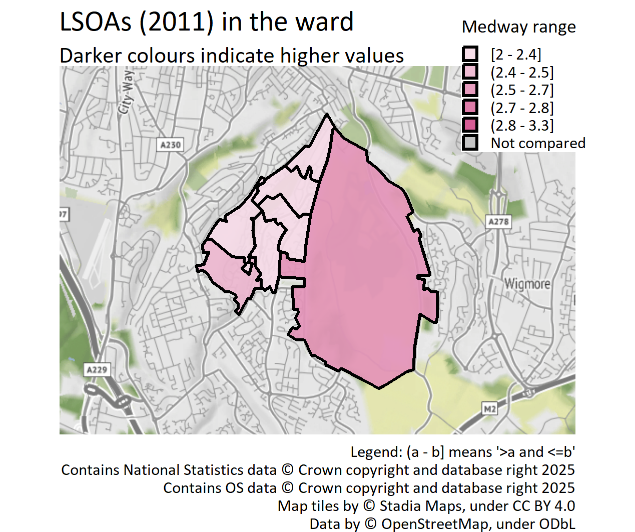 LSOAs (2011) in the ward
Darker colours indicate higher values
Medway range
[2 - 2.4]
(2.4 - 2.5]
(2.5 - 2.7]
(2.7 - 2.8]
(2.8 - 3.3]
Not compared
City Way
A230
A278
Wigmore
A229
M2
Legend: (a - b] means '>a and <=b'
Contains National Statistics data © Crown copyright and database right 2025
Contains OS data © Crown copyright and database right 2025
Map tiles by © Stadia Maps, under CC BY 4.0
Data by © OpenStreetMap, under ODbL